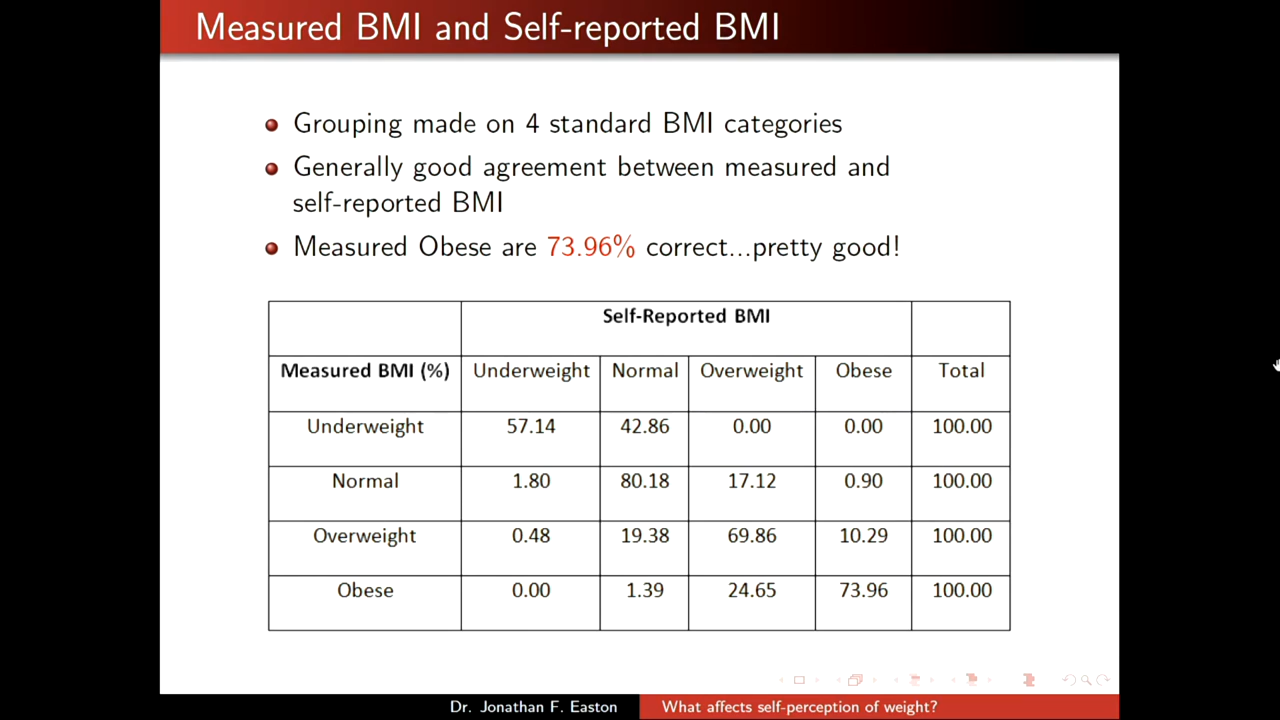 Measured BMI and Self-reported BMI
Grouping made on 4 standard BMI categories
Generally good agreement between measured and
self-reported BMI
Measured Obese are 73.96% correct...pretty good!
Self-Reported BMI
Measured BMI (%) Underweight Normal Overweight Obese Total
Underweight 57.14 42.86 0.00 0.00 100.00
Normal 1.80 80.18 17.12 0.90 100.00
Overweight 0.48 19.38 69.86 10.29 100.00
Obese 0.00 1.39 24.65 73.96 100.00
Dr. Jonathan F. Easton What affects self-perception of weight?